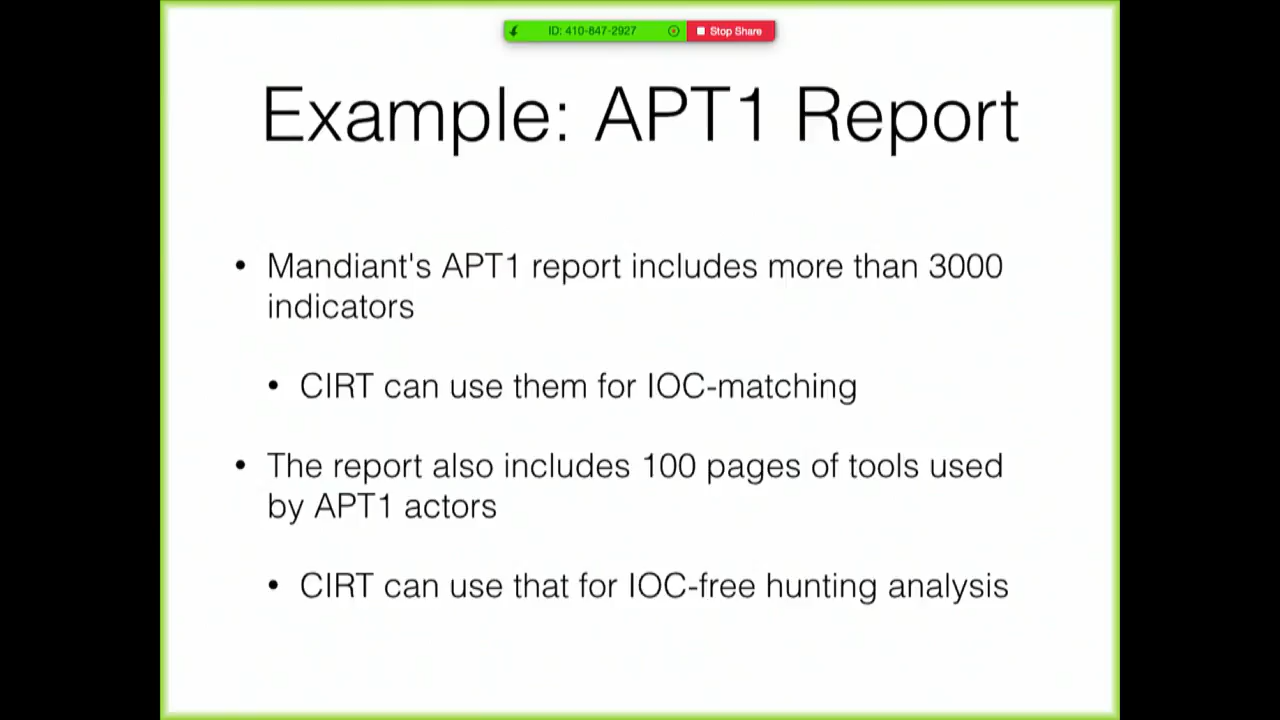 ID: 410-847-2927 Stop Share
Example: APT1 Report
• Mandiant's APT1 report includes more than 3000
indicators
• CIRT can use them for IOC-matching
• The report also includes 100 pages of tools used
by APT1 actors
• CIRT can use that for IOC-free hunting analysis